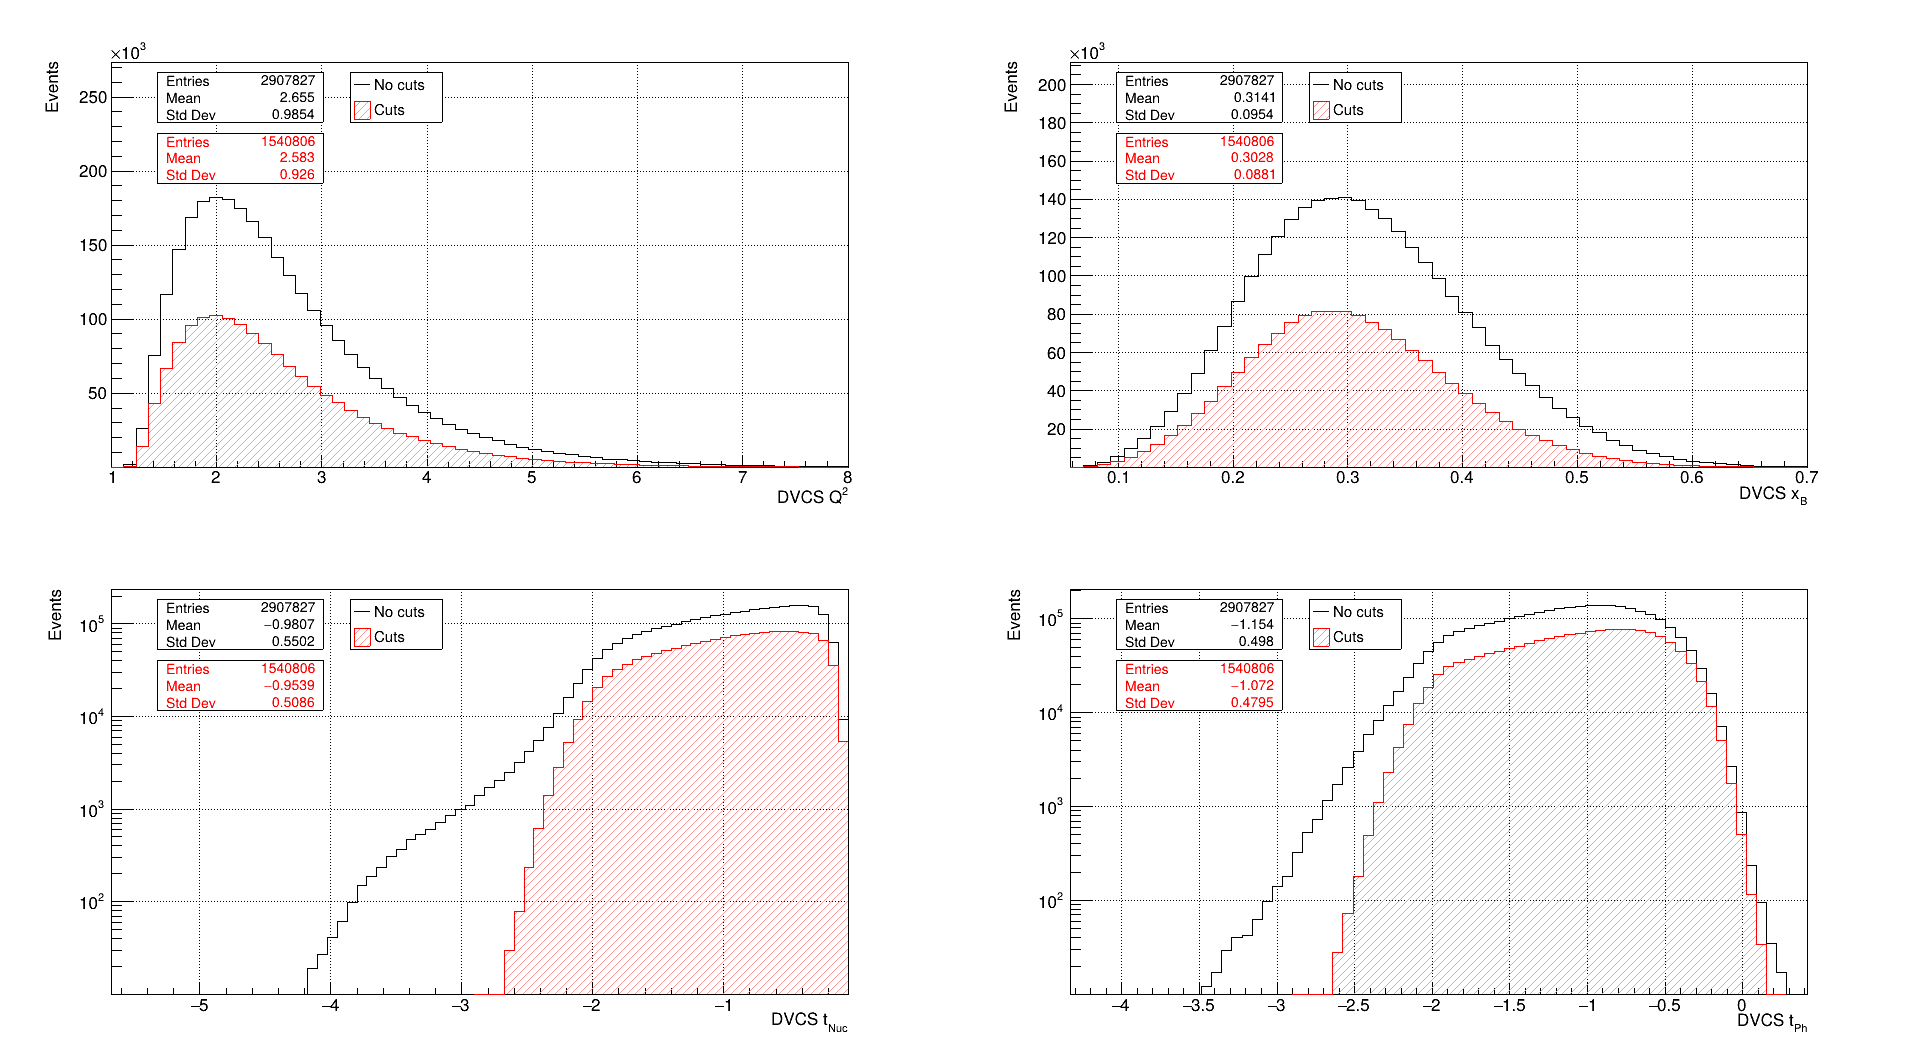 ×10³
Events
Entries 2907827
Mean 2.655
Std Dev 0.9854
Entries 1540806
Mean 2.583
Std Dev 0.926
No cuts
Cuts
250
200
150
100
50
1 2 3 4 5 6 7 8
DVCS Q²
×10³
Events
Entries 2907827
Mean 0.3141
Std Dev 0.0954
Entries 1540806
Mean 0.3028
Std Dev 0.0881
No cuts
Cuts
200
180
160
140
120
100
80
60
40
20
0.1 0.2 0.3 0.4 0.5 0.6 0.7
DVCS x_B
Events
Entries 2907827
Mean −0.9807
Std Dev 0.5502
Entries 1540806
Mean −0.9539
Std Dev 0.5086
No cuts
Cuts
10⁵
10⁴
10³
10²
−5 −4 −3 −2 −1
DVCS t_Nuc
Events
Entries 2907827
Mean −1.154
Std Dev 0.498
Entries 1540806
Mean −1.072
Std Dev 0.4795
No cuts
Cuts
10⁵
10⁴
10³
10²
−4 −3.5 −3 −2.5 −2 −1.5 −1 −0.5 0
DVCS t_Ph